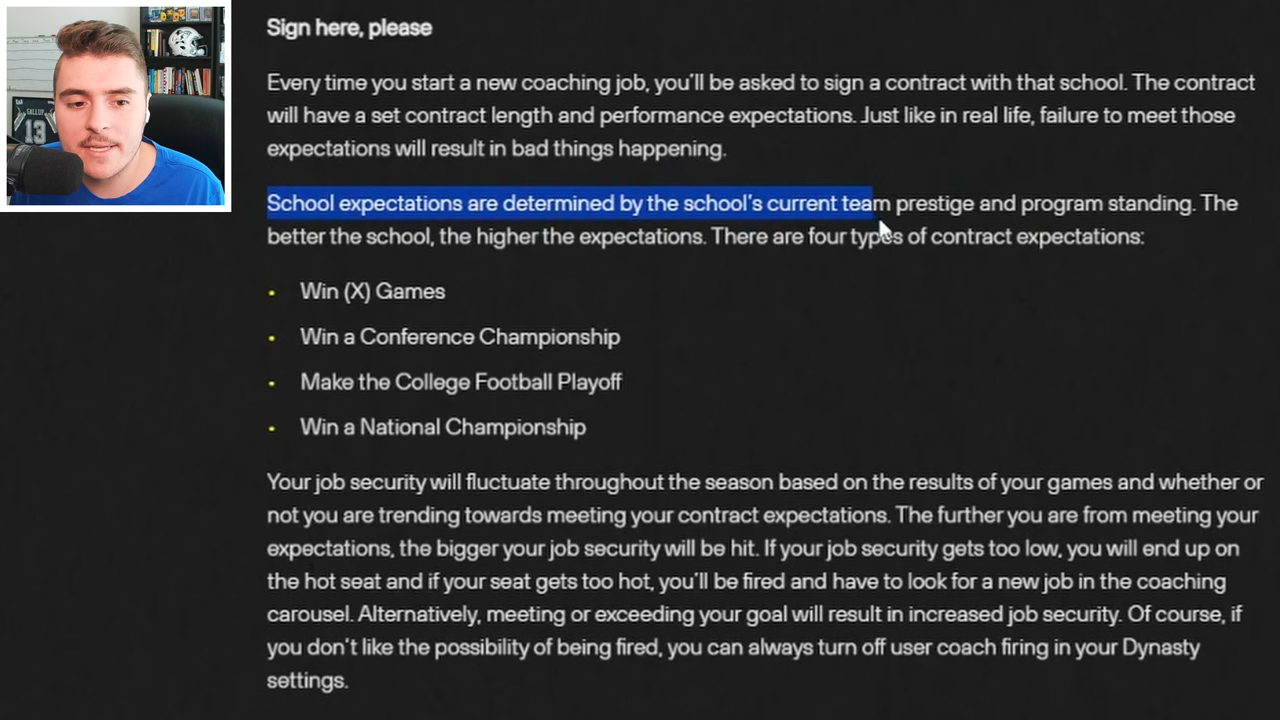 Sign here, please
Every time you start a new coaching job, you'll be asked to sign a contract with that school. The contract
will have a set contract length and performance expectations. Just like in real life, failure to meet those
expectations will result in bad things happening.
School expectations are determined by the school's current team prestige and program standing. The
better the school, the higher the expectations. There are four types of contract expectations:
• Win (X) Games
• Win a Conference Championship
• Make the College Football Playoff
• Win a National Championship
Your job security will fluctuate throughout the season based on the results of your games and whether or
not you are trending towards meeting your contract expectations. The further you are from meeting your
expectations, the bigger your job security will be hit. If your job security gets too low, you will end up on
the hot seat and if your seat gets too hot, you'll be fired and have to look for a new job in the coaching
carousel. Alternatively, meeting or exceeding your goal will result in increased job security. Of course, if
you don't like the possibility of being fired, you can always turn off user coach firing in your Dynasty
settings.
GALLUP
13